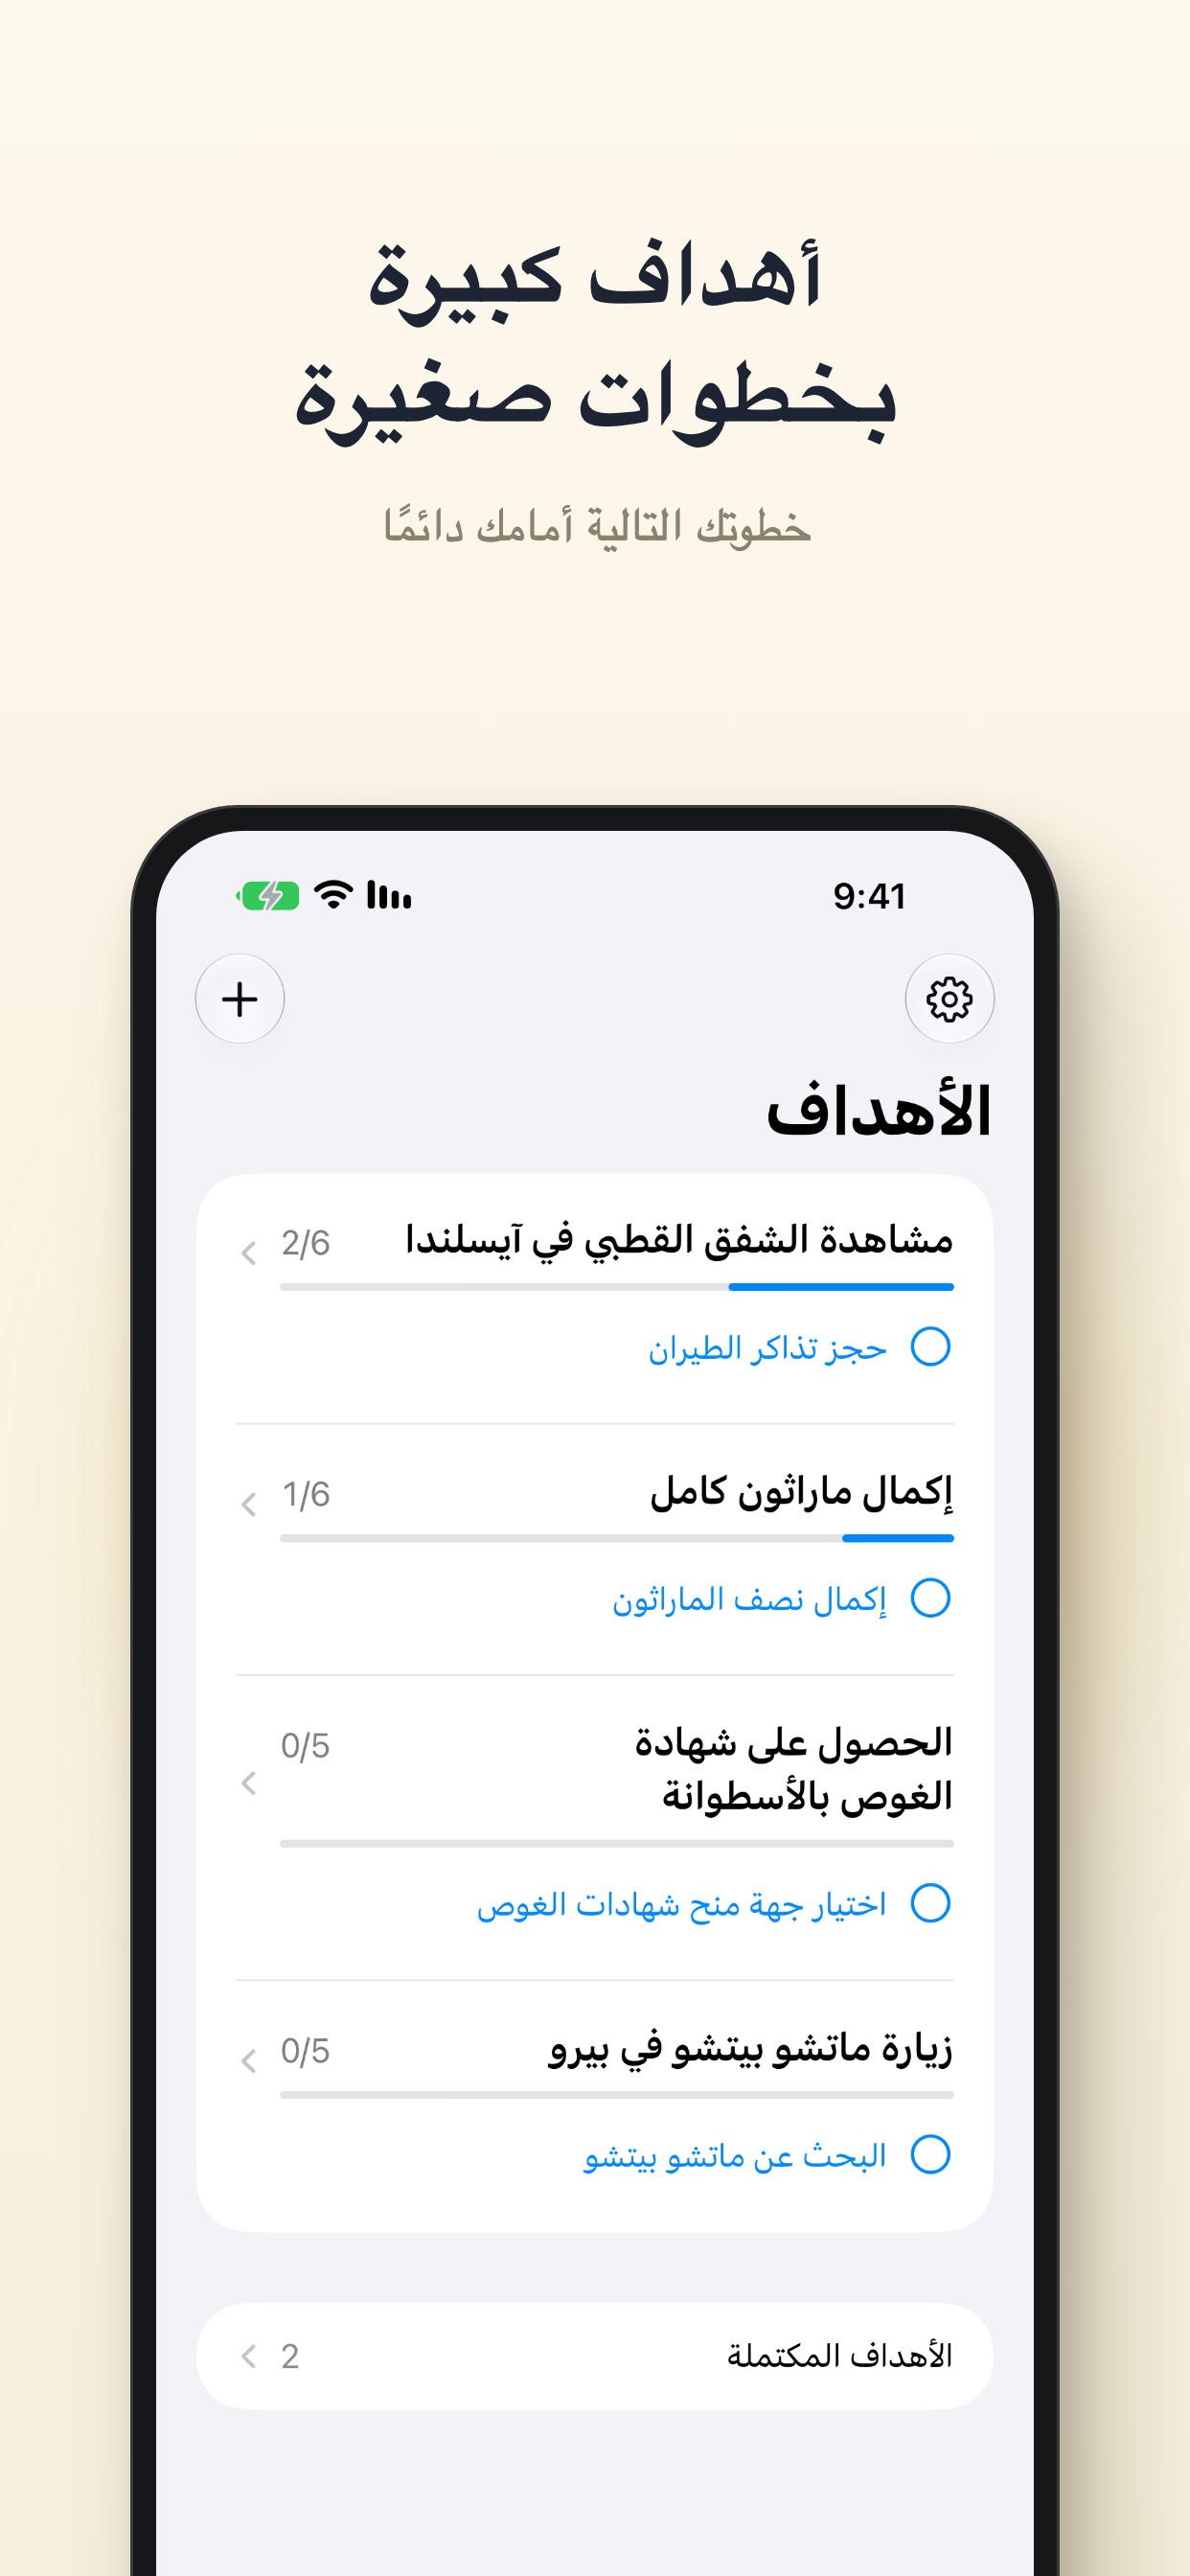 أهداف كبيرة
بخطوات صغيرة
خطوتك التالية أمامك دائمًا
9:41
الأهداف
مشاهدة الشفق القطبي في آيسلندا 2/6
حجز تذاكر الطيران
إكمال ماراثون كامل 1/6
إكمال نصف الماراثون
الحصول على شهادة 0/5
الغوص بالأسطوانة
اختيار جهة منح شهادات الغوص
زيارة ماتشو بيتشو في بيرو 0/5
البحث عن ماتشو بيتشو
الأهداف المكتملة 2